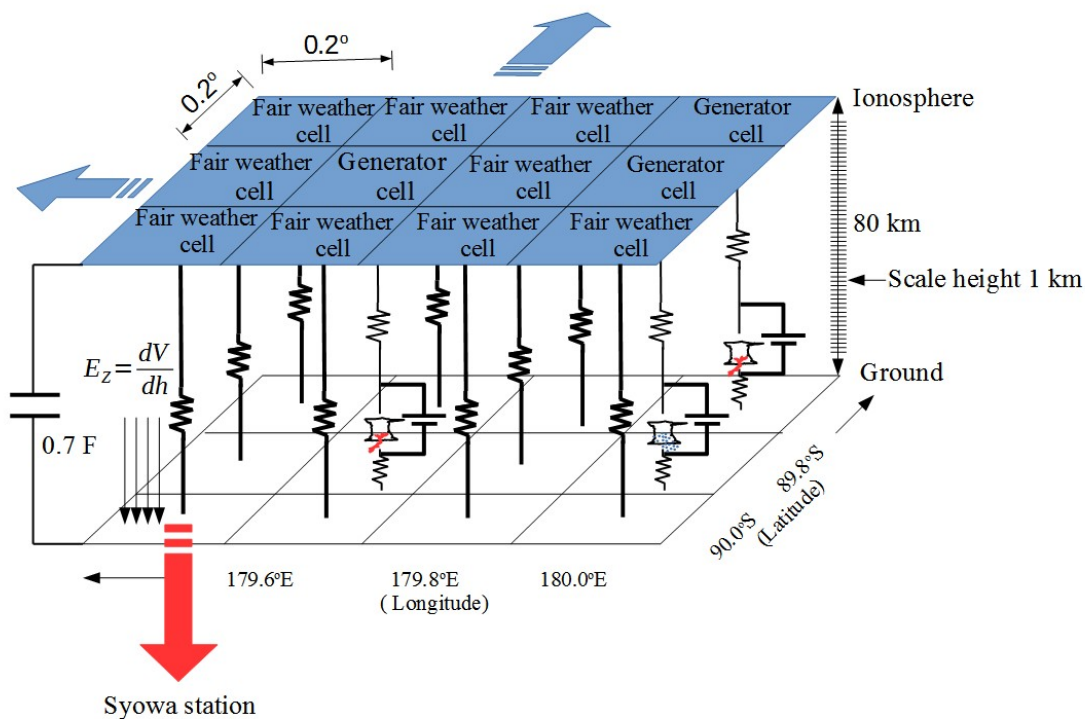 0.2°
0.2°
Fair weather
cell
Fair weather
cell
Fair weather
cell
Generator
cell
Ionosphere
Fair weather
cell
Generator
cell
Fair weather
cell
Generator
cell
Fair weather
cell
Fair weather
cell
Fair weather
cell
Fair weather
cell
80 km
Scale height 1 km
E_Z = dV/dh
Ground
0.7 F
89.8°S
90.0°S
(Latitude)
179.6°E
179.8°E
180.0°E
( Longitude)
Syowa station